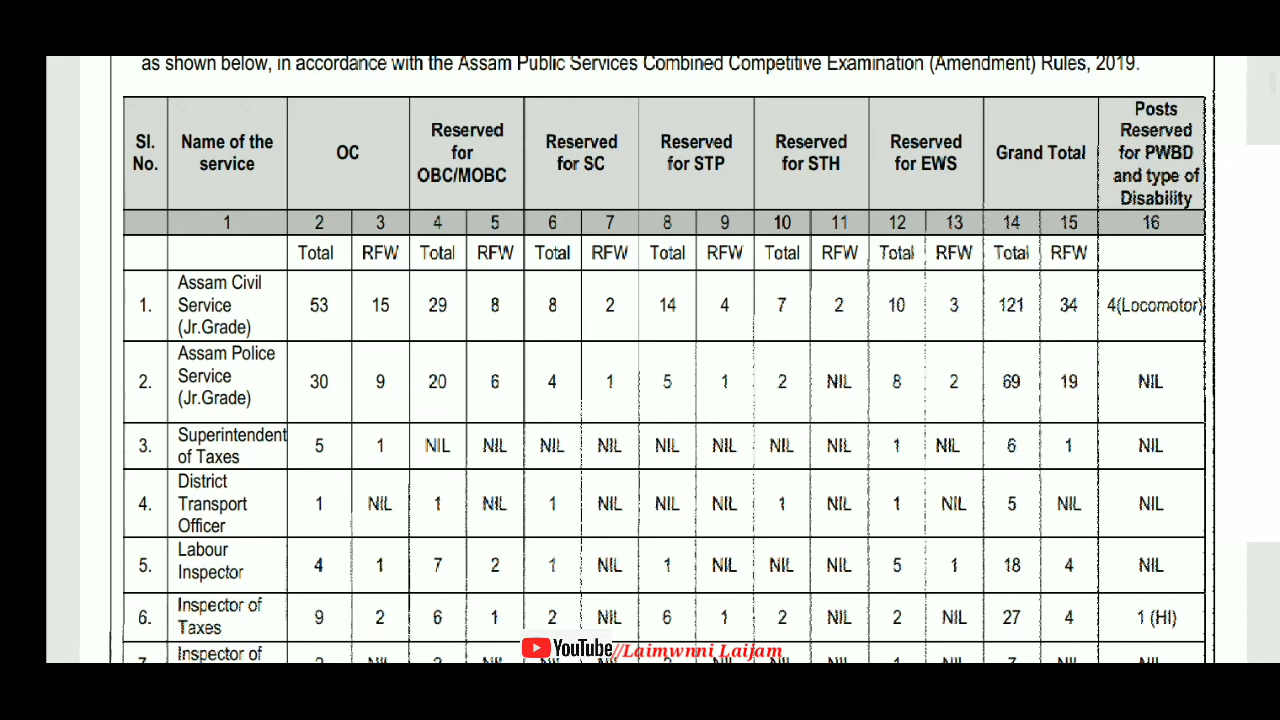 as shown below, in accordance with the Assam Public Services Combined Competitive Examination (Amendment) Rules, 2019.
Sl. No. Name of the service OC Reserved for OBC/MOBC Reserved for SC Reserved for STP Reserved for STH Reserved for EWS Grand Total Posts Reserved for PWBD and type of Disability
1 2 3 4 5 6 7 8 9 10 11 12 13 14 15 16
Total RFW Total RFW Total RFW Total RFW Total RFW Total RFW Total RFW
1. Assam Civil Service (Jr.Grade) 53 15 29 8 8 2 14 4 7 2 10 3 121 34 4(Locomotor)
2. Assam Police Service (Jr.Grade) 30 9 20 6 4 1 5 1 2 NIL 8 2 69 19 NIL
3. Superintendent of Taxes 5 1 NIL NIL NIL NIL NIL NIL NIL NIL 1 NIL 6 1 NIL
4. District Transport Officer 1 NIL 1 NIL 1 NIL NIL NIL 1 NIL 1 NIL 5 NIL NIL
5. Labour Inspector 4 1 7 2 1 NIL 1 NIL NIL NIL 5 1 18 4 NIL
6. Inspector of Taxes 9 2 6 1 2 NIL 6 1 2 NIL 2 NIL 27 4 1 (HI)
Inspector of
YouTube//Laimwnni Laijam